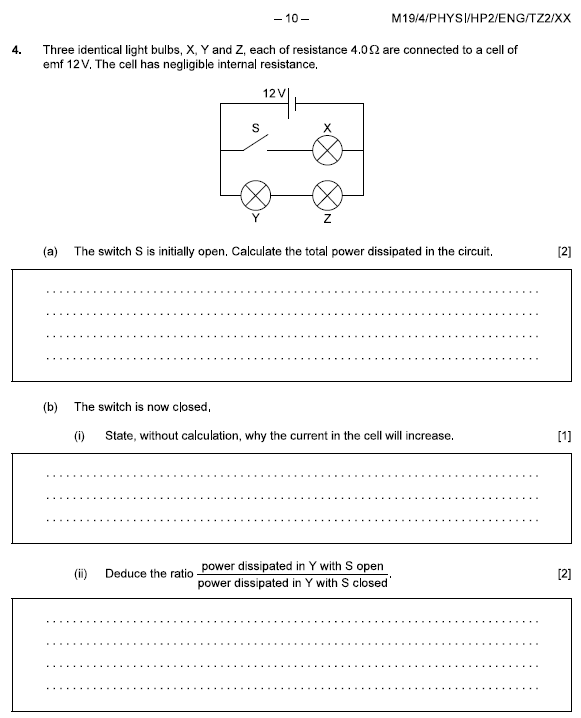 – 10 –
M19/4/PHYSI/HP2/ENG/TZ2/XX
4. Three identical light bulbs, X, Y and Z, each of resistance 4.0 Ω are connected to a cell of
emf 12 V. The cell has negligible internal resistance.
12 V
S X
Y Z
(a) The switch S is initially open. Calculate the total power dissipated in the circuit. [2]
(b) The switch is now closed.
(i) State, without calculation, why the current in the cell will increase. [1]
(ii) Deduce the ratio power dissipated in Y with S open
power dissipated in Y with S closed. [2]